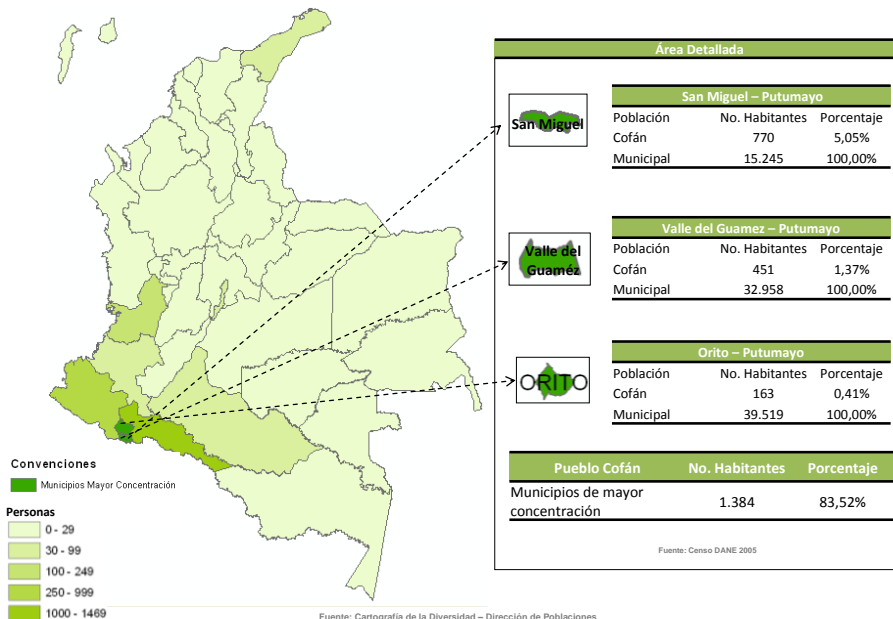 Área Detallada
San Miguel
San Miguel – Putumayo
Población No. Habitantes Porcentaje
Cofán 770 5,05%
Municipal 15.245 100,00%
Valle del
Guaméz
Valle del Guamez – Putumayo
Población No. Habitantes Porcentaje
Cofán 451 1,37%
Municipal 32.958 100,00%
ORITO
Orito – Putumayo
Población No. Habitantes Porcentaje
Cofán 163 0,41%
Municipal 39.519 100,00%
Pueblo Cofán No. Habitantes Porcentaje
Municipios de mayor
concentración 1.384 83,52%
Fuente: Censo DANE 2005
Convenciones
Municipios Mayor Concentración
Personas
0 - 29
30 - 99
100 - 249
250 - 999
1000 - 1469
Fuente: Cartografía de la Diversidad – Dirección de Poblaciones